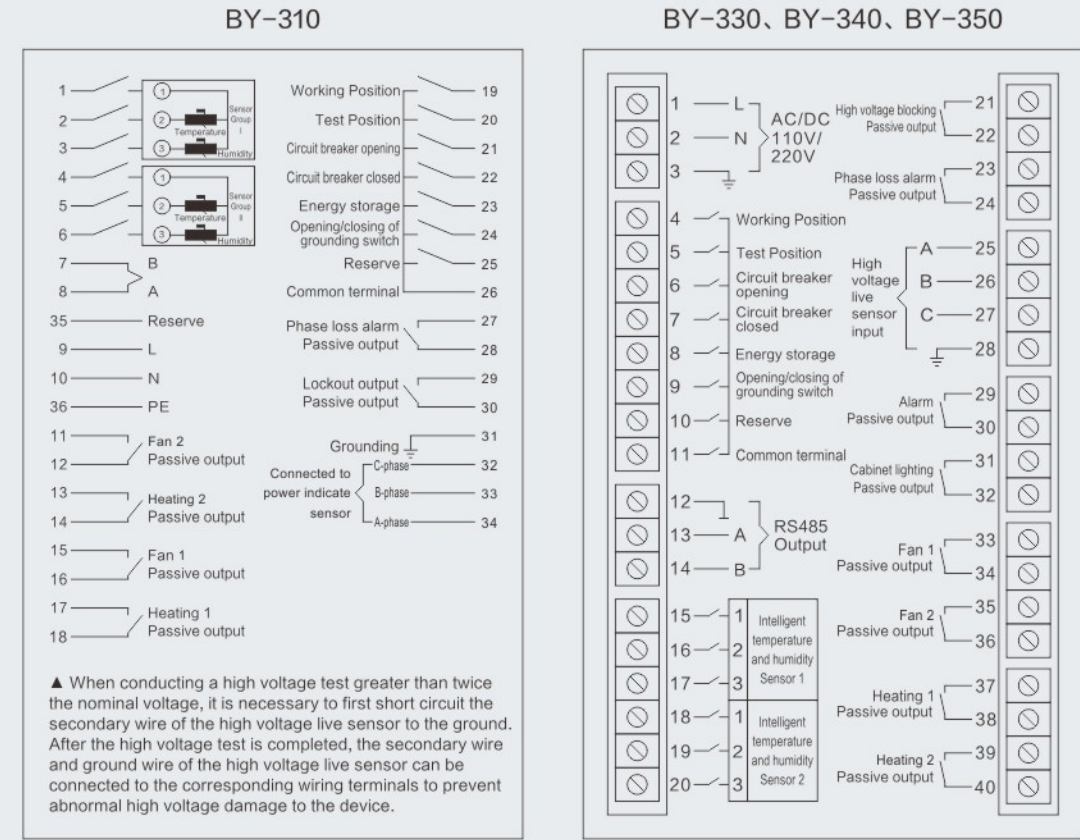 BY-310
1
2
3
4
5
6
7
8
35
9
10
36
11
12
13
14
15
16
17
18
1
2
Temperature
3
Humidity
Sensor
Group
I
1
2
Temperature
3
Humidity
Sensor
Group
II
B
A
Reserve
L
N
PE
Fan 2
Passive output
Heating 2
Passive output
Fan 1
Passive output
Heating 1
Passive output
Working Position 19
Test Position 20
Circuit breaker opening 21
Circuit breaker closed 22
Energy storage 23
Opening/closing of
grounding switch 24
Reserve 25
Common terminal 26
Phase loss alarm 27
Passive output 28
Lockout output 29
Passive output 30
Grounding 31
Connected to
power indicate
sensor
C-phase 32
B-phase 33
A-phase 34
▲ When conducting a high voltage test greater than twice
the nominal voltage, it is necessary to first short circuit the
secondary wire of the high voltage live sensor to the ground.
After the high voltage test is completed, the secondary wire
and ground wire of the high voltage live sensor can be
connected to the corresponding wiring terminals to prevent
abnormal high voltage damage to the device.
BY-330、BY-340、BY-350
1 L
2 N
3
AC/DC
110V/
220V
4 Working Position
5 Test Position
6 Circuit breaker
opening
7 Circuit breaker
closed
8 Energy storage
9 Opening/closing of
grounding switch
10 Reserve
11 Common terminal
12
13 A
14 B
RS485
Output
15 1
16 2
17 3
Intelligent
temperature
and humidity
Sensor 1
18 1
19 2
20 3
Intelligent
temperature
and humidity
Sensor 2
High voltage blocking 21
Passive output 22
Phase loss alarm 23
Passive output 24
High
voltage
live
sensor
input
A 25
B 26
C 27
28
Alarm 29
Passive output 30
Cabinet lighting 31
Passive output 32
Fan 1 33
Passive output 34
Fan 2 35
Passive output 36
Heating 1 37
Passive output 38
Heating 2 39
Passive output 40